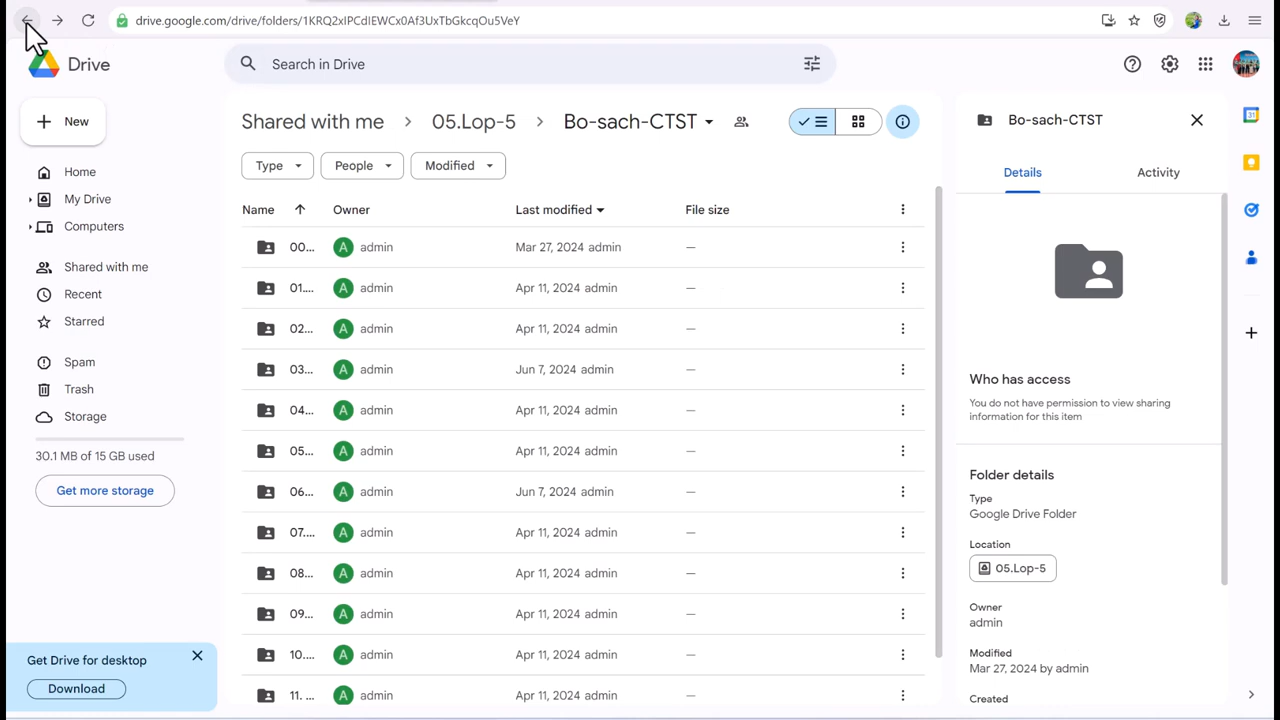 drive.google.com/drive/folders/1KRQ2xIPCdIEWCx0Af3UxTbGkcqOu5VeY
Drive
Search in Drive
New
Home
My Drive
Computers
Shared with me
Recent
Starred
Spam
Trash
Storage
30.1 MB of 15 GB used
Get more storage
Get Drive for desktop
Download
Shared with me > 05.Lop-5 > Bo-sach-CTST
Type People Modified
Name Owner Last modified File size
00... A admin Mar 27, 2024 admin —
01.... A admin Apr 11, 2024 admin —
02... A admin Apr 11, 2024 admin —
03... A admin Jun 7, 2024 admin —
04... A admin Apr 11, 2024 admin —
05... A admin Apr 11, 2024 admin —
06... A admin Jun 7, 2024 admin —
07.... A admin Apr 11, 2024 admin —
08... A admin Apr 11, 2024 admin —
09... A admin Apr 11, 2024 admin —
10.... A admin Apr 11, 2024 admin —
11. ... A admin Apr 11, 2024 admin —
Bo-sach-CTST
Details Activity
Who has access
You do not have permission to view sharing
information for this item
Folder details
Type
Google Drive Folder
Location
05.Lop-5
Owner
admin
Modified
Mar 27, 2024 by admin
Created
31